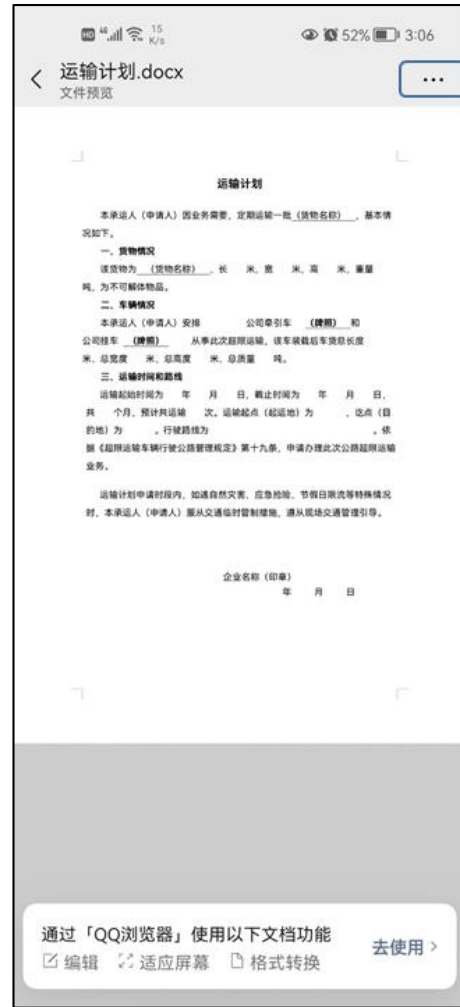 HD 4G 15 K/s 52% 3:06
运输计划.docx
文件预览
运输计划
本承运人（申请人）因业务需要，定期运输一批（货物名称），基本情
况如下。
一、货物情况
该货物为（货物名称），长 米，宽 米，高 米，重量
吨，为不可解体物品。
二、车辆情况
本承运人（申请人）安排 公司牵引车（牌照）和
公司挂车（牌照） 从事此次超限运输，该车装载后车货总长度
米、总宽度 米、总高度 米、总质量 吨。
三、运输时间和路线
运输起始时间为 年 月 日，截止时间为 年 月 日，
共 个月，预计共运输 次。运输起点（起运地）为 ，讫点（目
的地）为 ，行驶路线为 。依
据《超限运输车辆行驶公路管理规定》第十九条，申请办理此次公路超限运输
业务。
运输计划申请时段内，如遇自然灾害、应急抢险、节假日限流等特殊情况
时，本承运人（申请人）服从交通临时管制措施，遵从现场交通管理引导。
企业名称（印章）
年 月 日
通过「QQ浏览器」使用以下文档功能
编辑 适应屏幕 格式转换
去使用